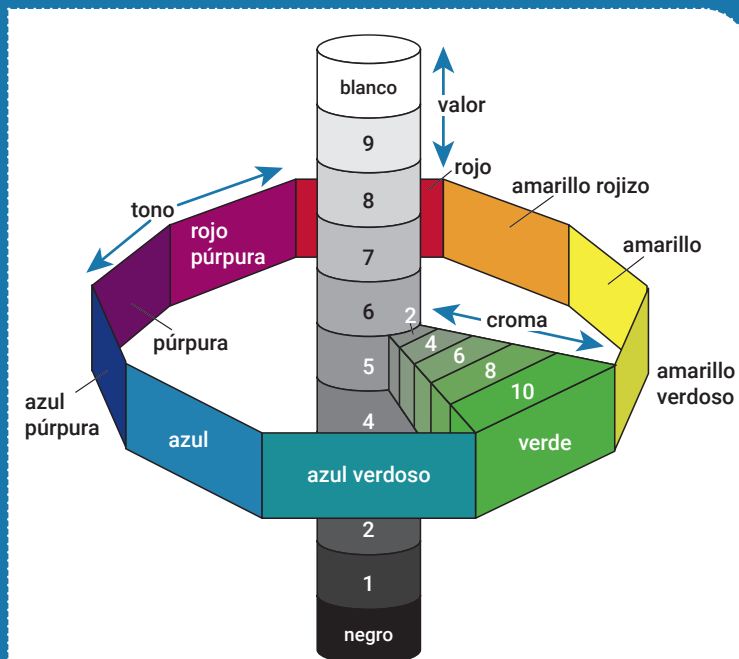 blanco
valor
9
rojo
8
amarillo rojizo
tono
rojo
púrpura
7
amarillo
6
2
croma
púrpura
4
6
5
8
10
amarillo
verdoso
azul
púrpura
4
azul
verde
azul verdoso
2
1
negro